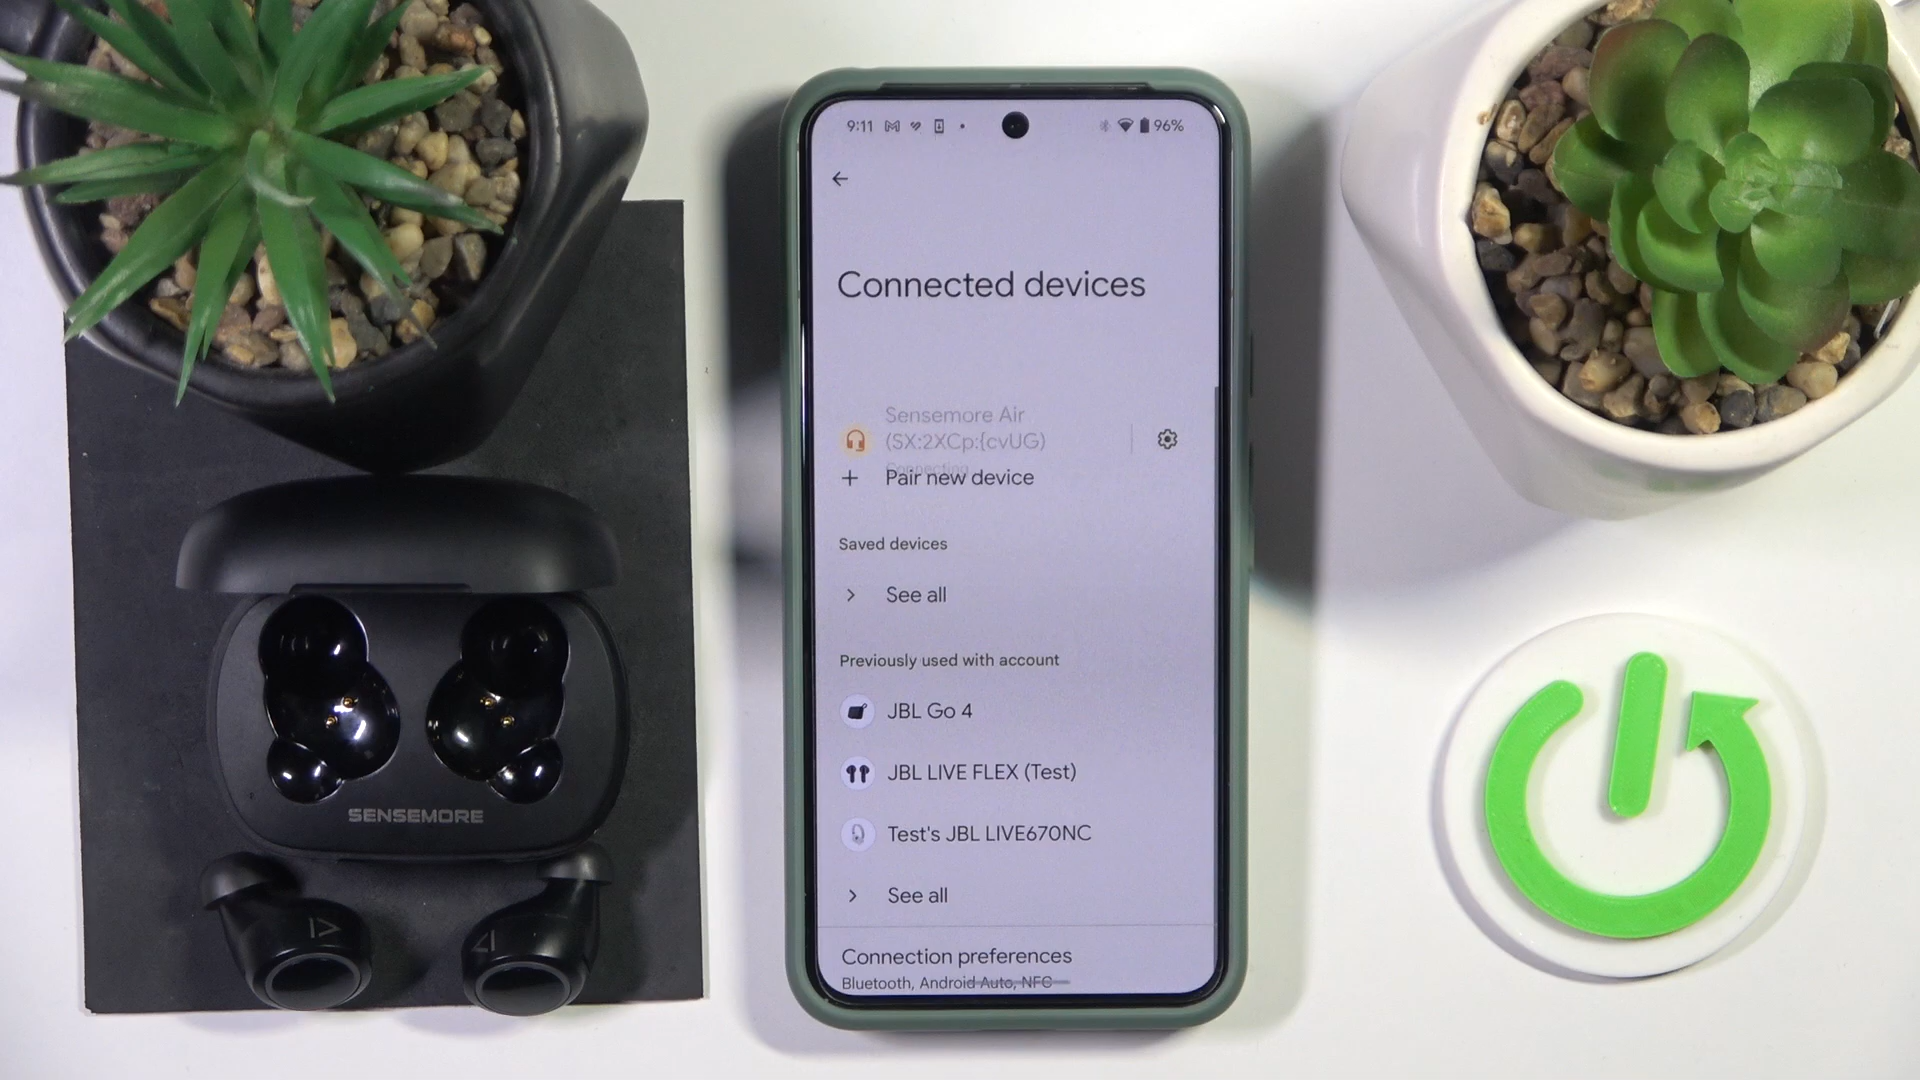 9:11
96%
Connected devices
Sensemore Air
(SX:2XCp:{cvUG)
Connecting...
Pair new device
Saved devices
See all
Previously used with account
JBL Go 4
JBL LIVE FLEX (Test)
Test's JBL LIVE670NC
See all
Connection preferences
Bluetooth, Android Auto, NFC
SENSEMORE